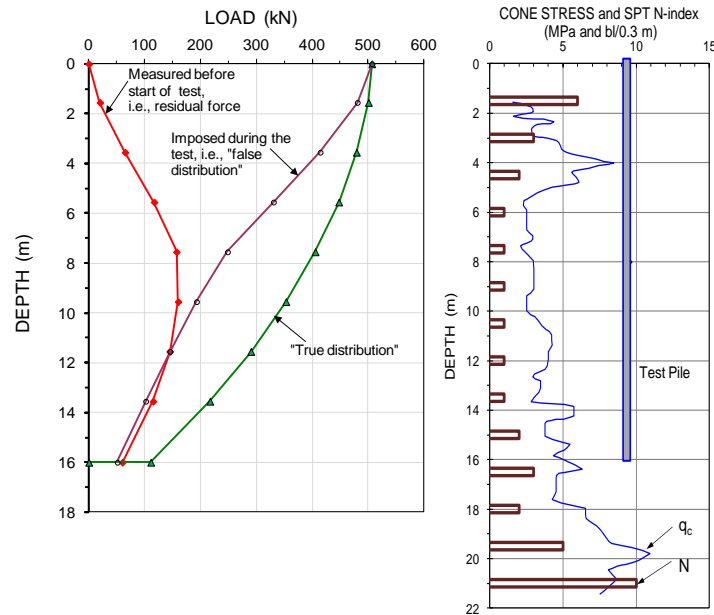 LOAD (kN)
0 100 200 300 400 500 600
0
2
4
6
8
10
12
14
16
18
DEPTH (m)
Measured before
start of test,
i.e., residual force
Imposed during the
test, i.e., "false
distribution"
"True distribution"
CONE STRESS and SPT N-index
(MPa and bl/0.3 m)
0 5 10 15
0
2
4
6
8
10
12
14
16
18
20
22
DEPTH (m)
Test Pile
qc
N